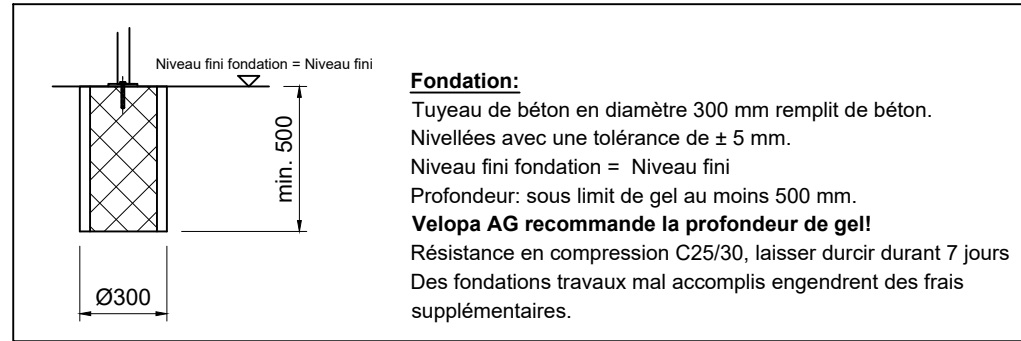 Niveau fini fondation = Niveau fini
min. 500
Ø300
Fondation:
Tuyeau de béton en diamètre 300 mm remplit de béton.
Nivellées avec une tolérance de ± 5 mm.
Niveau fini fondation = Niveau fini
Profondeur: sous limit de gel au moins 500 mm.
Velopa AG recommande la profondeur de gel!
Résistance en compression C25/30, laisser durcir durant 7 jours
Des fondations travaux mal accomplis engendrent des frais
supplémentaires.